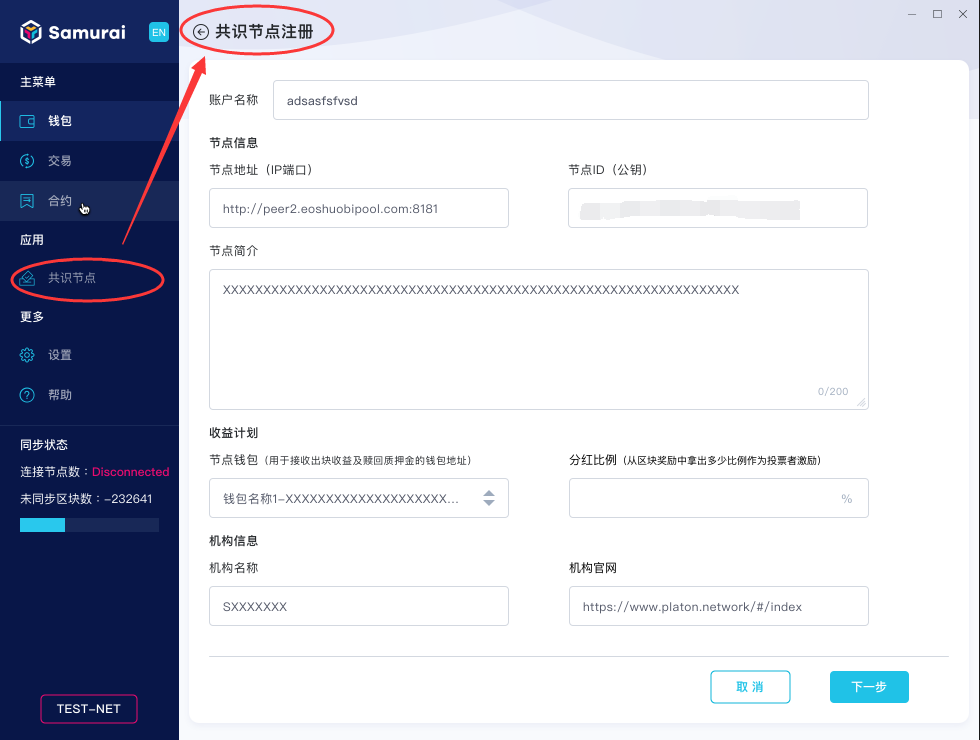 Samurai
EN
主菜单
钱包
交易
合约
应用
共识节点
更多
设置
帮助
同步状态
连接节点数：Disconnected
未同步区块数：-232641
TEST-NET
共识节点注册
账户名称
adsasfsfvsd
节点信息
节点地址（IP端口）
节点ID（公钥）
http://peer2.eoshuobipool.com:8181
节点简介
XXXXXXXXXXXXXXXXXXXXXXXXXXXXXXXXXXXXXXXXXXXXXXXXXXXXXXXXXXXXXXXX
0/200
收益计划
节点钱包（用于接收出块收益及赎回质押金的钱包地址）
分红比例（从区块奖励中拿出多少比例作为投票者激励）
钱包名称1-XXXXXXXXXXXXXXXXXXXX...
%
机构信息
机构名称
机构官网
SXXXXXXX
https://www.platon.network/#/index
取 消
下一步